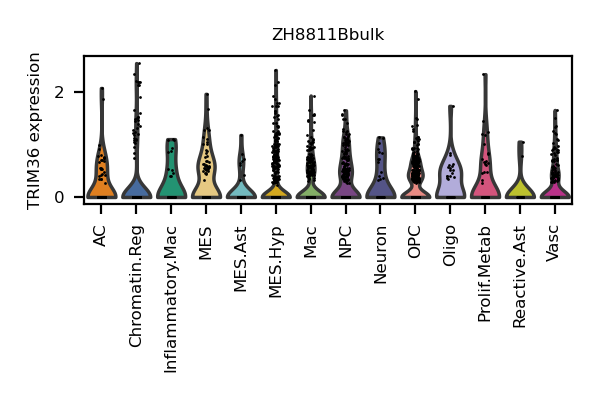 ZH8811Bbulk
TRIM36 expression
2
0
AC
Chromatin.Reg
Inflammatory.Mac
MES
MES.Ast
MES.Hyp
Mac
NPC
Neuron
OPC
Oligo
Prolif.Metab
Reactive.Ast
Vasc